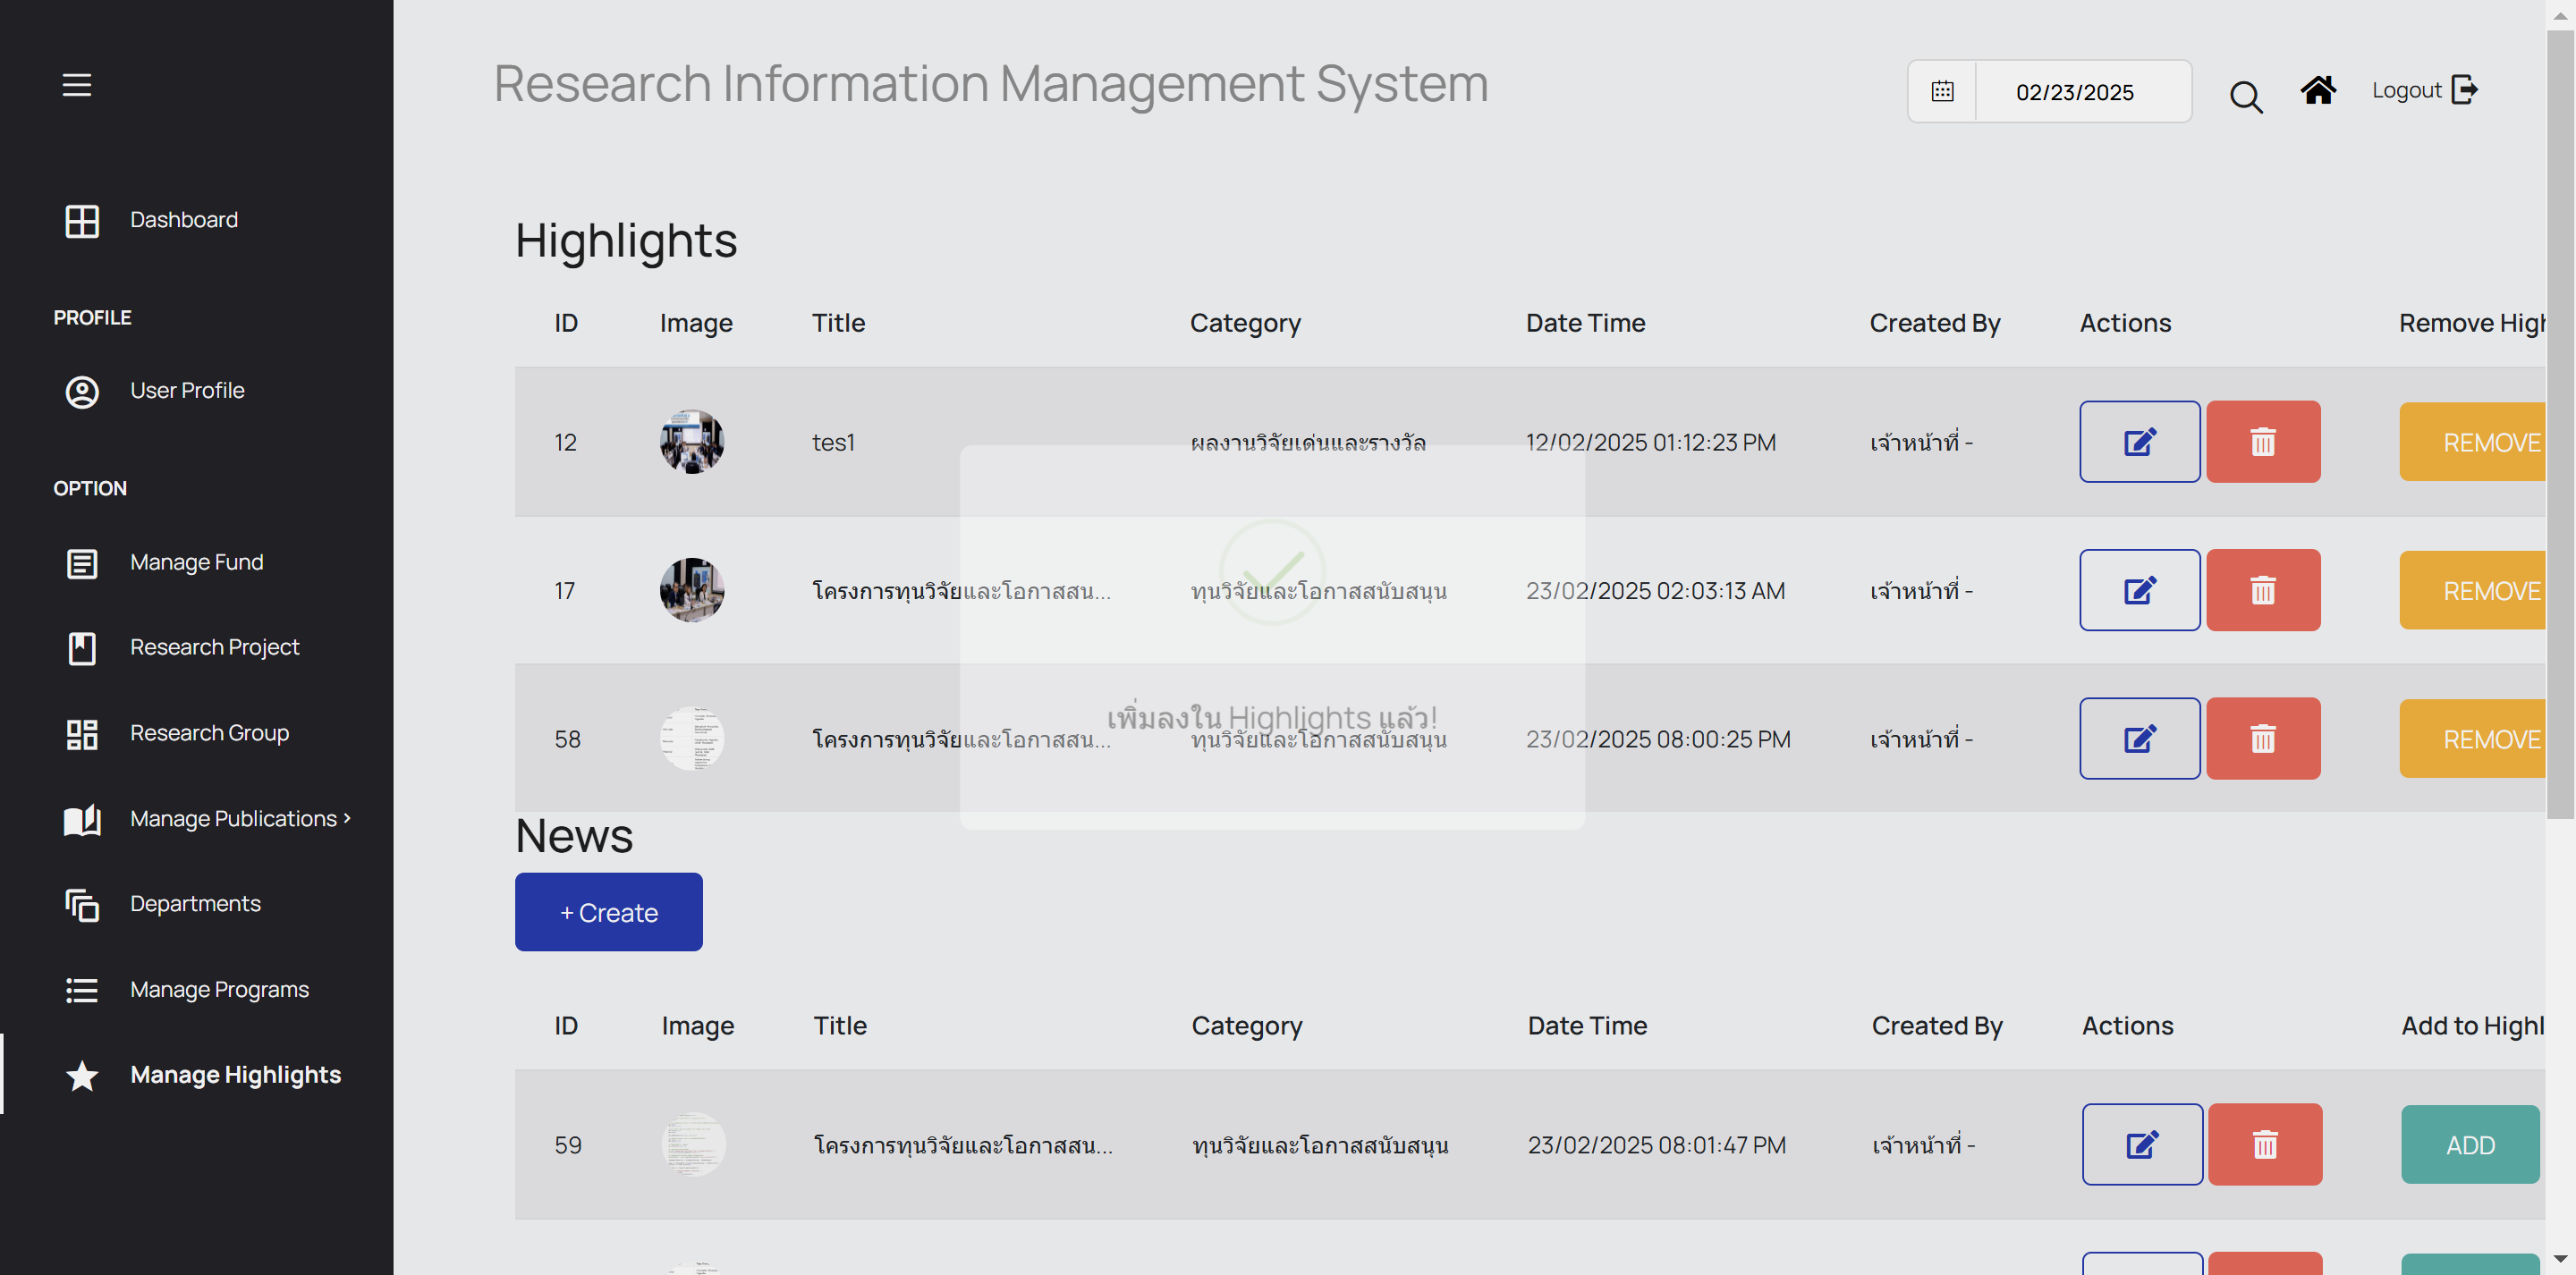 Research Information Management System
02/23/2025
Logout
Dashboard
PROFILE
User Profile
OPTION
Manage Fund
Research Project
Research Group
Manage Publications
Departments
Manage Programs
Manage Highlights
Highlights
ID Image Title Category Date Time Created By Actions Remove High
12 tes1 ผลงานวิจัยเด่นและรางวัล 12/02/2025 01:12:23 PM เจ้าหน้าที่ - REMOVE
17 โครงการทุนวิจัยและโอกาสสน... ทุนวิจัยและโอกาสสนับสนุน 23/02/2025 02:03:13 AM เจ้าหน้าที่ - REMOVE
เพิ่มลงใน Highlights แล้ว!
58 โครงการทุนวิจัยและโอกาสสน... ทุนวิจัยและโอกาสสนับสนุน 23/02/2025 08:00:25 PM เจ้าหน้าที่ - REMOVE
News
+ Create
ID Image Title Category Date Time Created By Actions Add to Highl
59 โครงการทุนวิจัยและโอกาสสน... ทุนวิจัยและโอกาสสนับสนุน 23/02/2025 08:01:47 PM เจ้าหน้าที่ - ADD